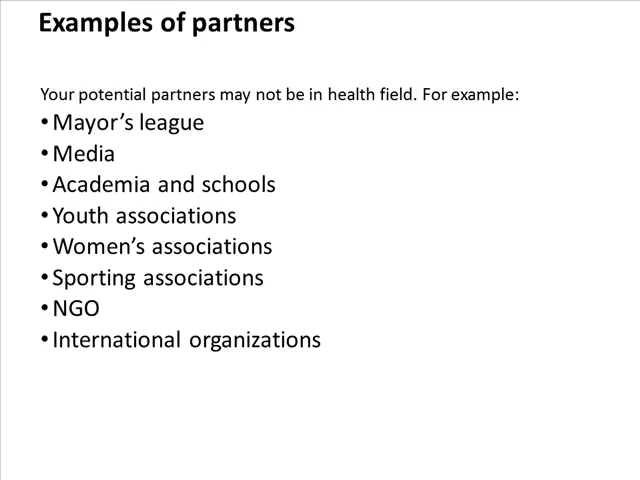 Examples of partners
Your potential partners may not be in health field. For example:
• Mayor’s league
• Media
• Academia and schools
• Youth associations
• Women’s associations
• Sporting associations
• NGO
• International organizations